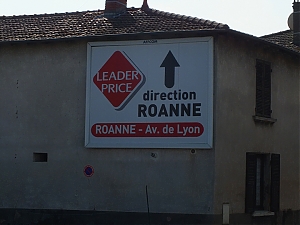 LEADER
PRICE
direction
ROANNE
ROANNE - Av. de Lyon